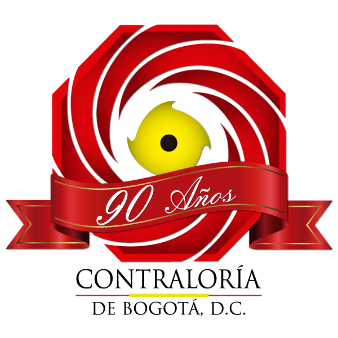 90 Años
CONTRALORÍA
DE BOGOTÁ, D.C.